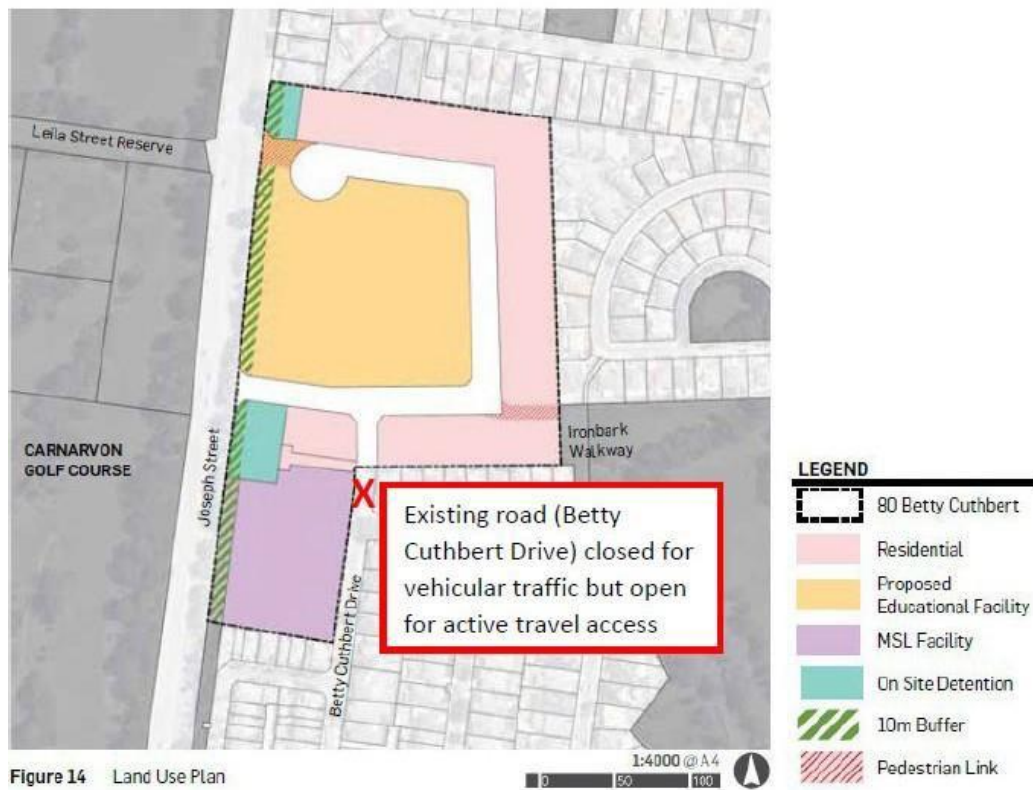 Leila Street Reserve
CARNARVON
GOLF COURSE
Joseph Street
Ironbark
Walkway
X
Existing road (Betty
Cuthbert Drive) closed for
vehicular traffic but open
for active travel access
Betty Cuthbert Drive
LEGEND
80 Betty Cuthbert
Residential
Proposed
Educational Facility
MSL Facility
On Site Detention
10m Buffer
Pedestrian Link
Figure 14 Land Use Plan
1:4000 @ A4
0 50 100